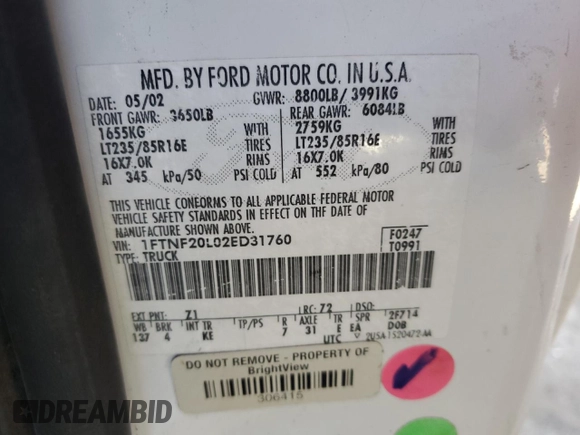 MFD. BY FORD MOTOR CO. IN U.S.A.
DATE: 05/02 GVWR: 8800LB/ 3991KG
FRONT GAWR: 3650LB REAR GAWR: 6084LB
1655KG WITH 2759KG WITH
LT235/85R16E TIRES LT235/85R16E TIRES
16X7.0K RIMS 16X7.0K RIMS
AT 345 kPa/50 PSI COLD AT 552 kPa/80 PSI COLD
THIS VEHICLE CONFORMS TO ALL APPLICABLE FEDERAL MOTOR
VEHICLE SAFETY STANDARDS IN EFFECT ON THE DATE OF
MANUFACTURE SHOWN ABOVE.
VIN: 1FTNF20L02ED31760 F0247
TYPE: TRUCK T0991
EXT PNT: Z1 RC: 72 DSO:
WB BRK INT TR TP/PS R AXLE TR SPR 2F714
137 4 KE 7 31 E EA DOB
UTC
DO NOT REMOVE - PROPERTY OF
BrightView
306415
DREAMBID